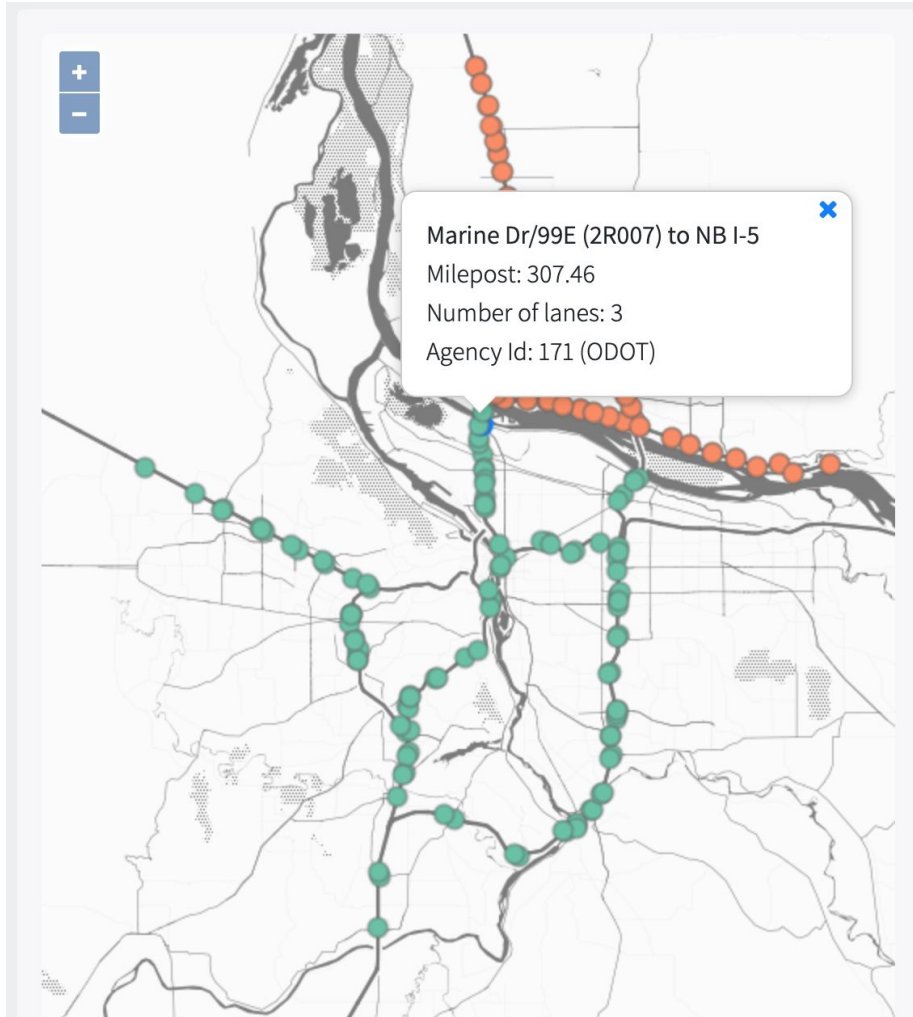 +
−
Marine Dr/99E (2R007) to NB I-5
Milepost: 307.46
Number of lanes: 3
Agency Id: 171 (ODOT)